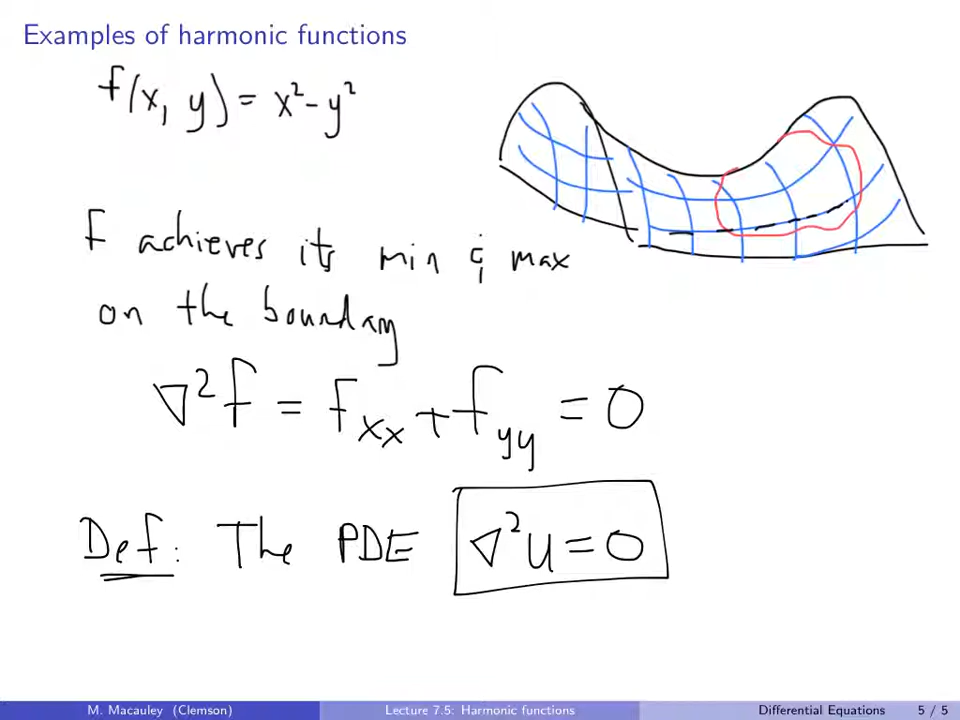 Examples of harmonic functions
f(x, y) = x² - y²
F achieves its min & max
on the boundary
∇²f = fₓₓ + f_yy = 0
Def: The PDE ∇²u = 0
M. Macauley (Clemson) Lecture 7.5: Harmonic functions Differential Equations 5 / 5